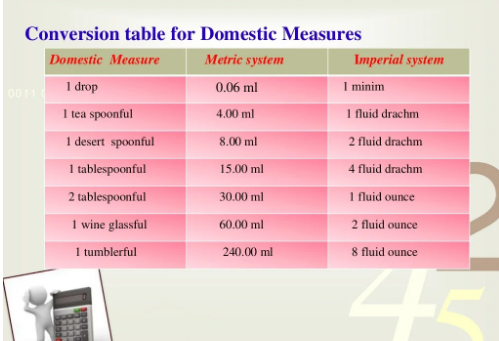 Conversion table for Domestic Measures
Domestic Measure Metric system Imperial system
1 drop 0.06 ml 1 minim
1 tea spoonful 4.00 ml 1 fluid drachm
1 desert spoonful 8.00 ml 2 fluid drachm
1 tablespoonful 15.00 ml 4 fluid drachm
2 tablespoonful 30.00 ml 1 fluid ounce
1 wine glassful 60.00 ml 2 fluid ounce
1 tumblerful 240.00 ml 8 fluid ounce
0011
2
45